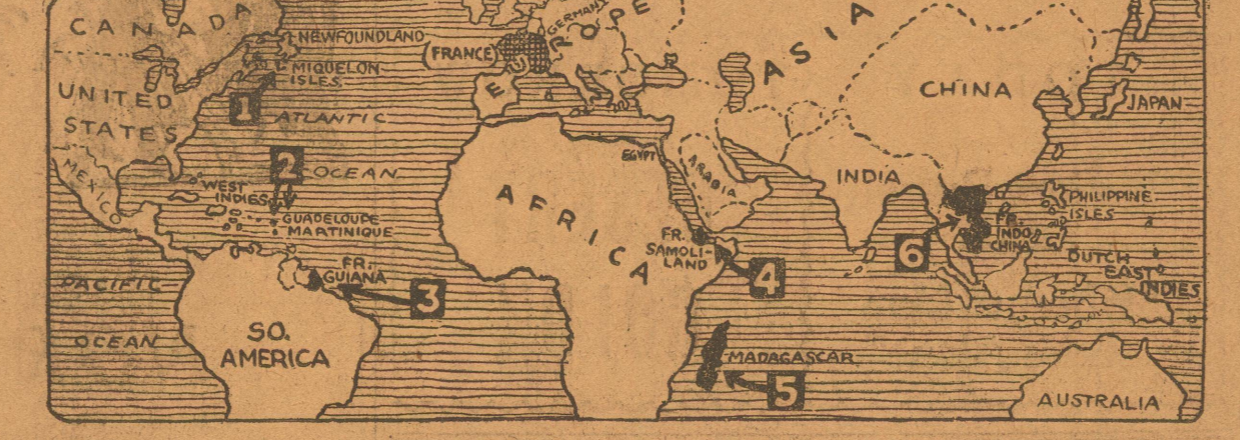 CANADA
NEWFOUNDLAND
MIQUELON
ISLES
UNITED
STATES
1
ATLANTIC
2
OCEAN
MEXICO
WEST
INDIES
GUADELOUPE
MARTINIQUE
FR.
GUIANA
3
PACIFIC
OCEAN
SO.
AMERICA
FRANCE
GERMANY
EUROPE
AFRICA
EGYPT
ARABIA
FR.
SAMOLI-
LAND
4
MADAGASCAR
5
ASIA
CHINA
JAPAN
INDIA
6
FR.
INDO
CHINA
PHILIPPINE
ISLES
DUTCH
EAST
INDIES
AUSTRALIA